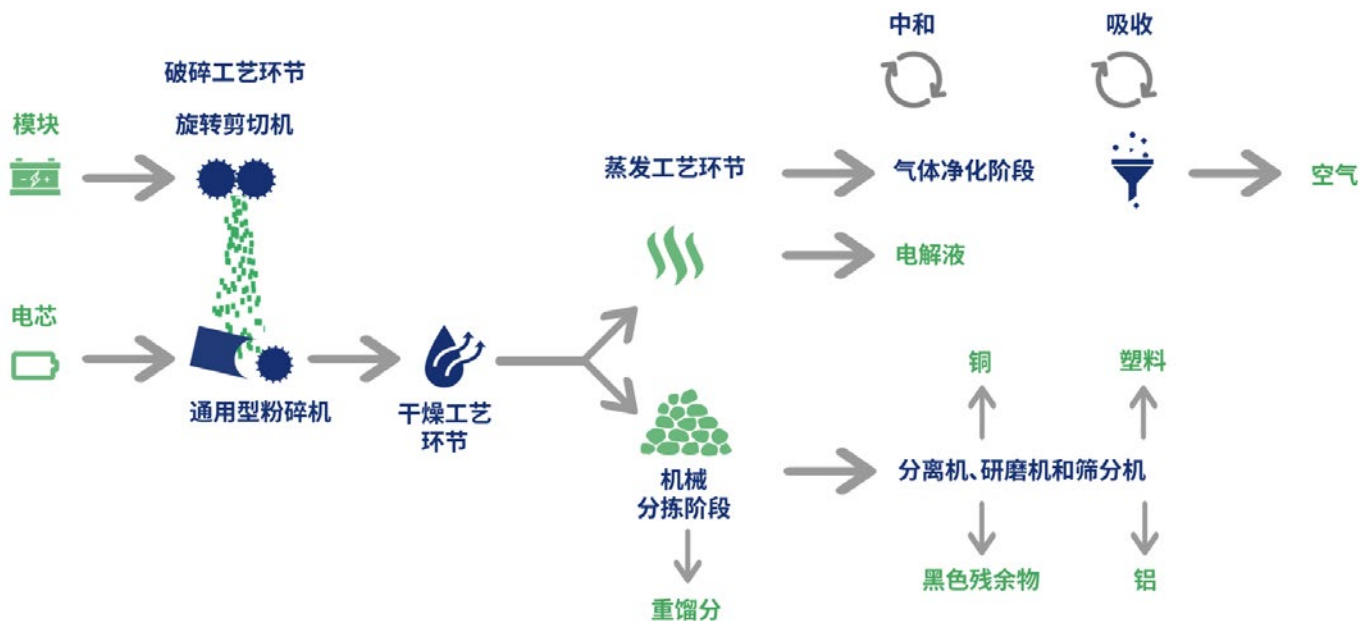 中和
吸收
破碎工艺环节
模块
旋转剪切机
蒸发工艺环节
气体净化阶段
空气
电解液
电芯
铜
塑料
通用型粉碎机
干燥工艺
环节
分离机、研磨机和筛分机
机械
分拣阶段
黑色残余物
铝
重馏分